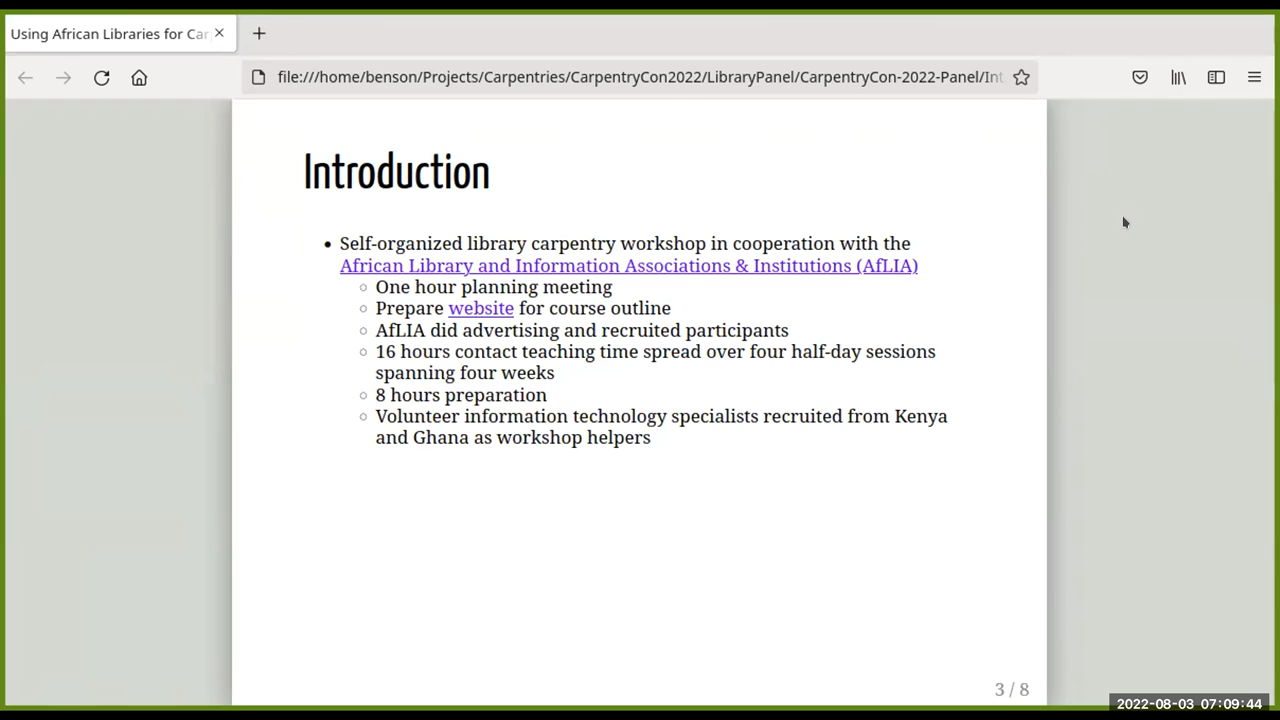 Using African Libraries for Car
file:///home/benson/Projects/Carpentries/CarpentryCon2022/LibraryPanel/CarpentryCon-2022-Panel/Int
Introduction
• Self-organized library carpentry workshop in cooperation with the
African Library and Information Associations & Institutions (AfLIA)
○ One hour planning meeting
○ Prepare website for course outline
○ AfLIA did advertising and recruited participants
○ 16 hours contact teaching time spread over four half-day sessions
spanning four weeks
○ 8 hours preparation
○ Volunteer information technology specialists recruited from Kenya
and Ghana as workshop helpers
3 / 8
2022-08-03 07:09:44